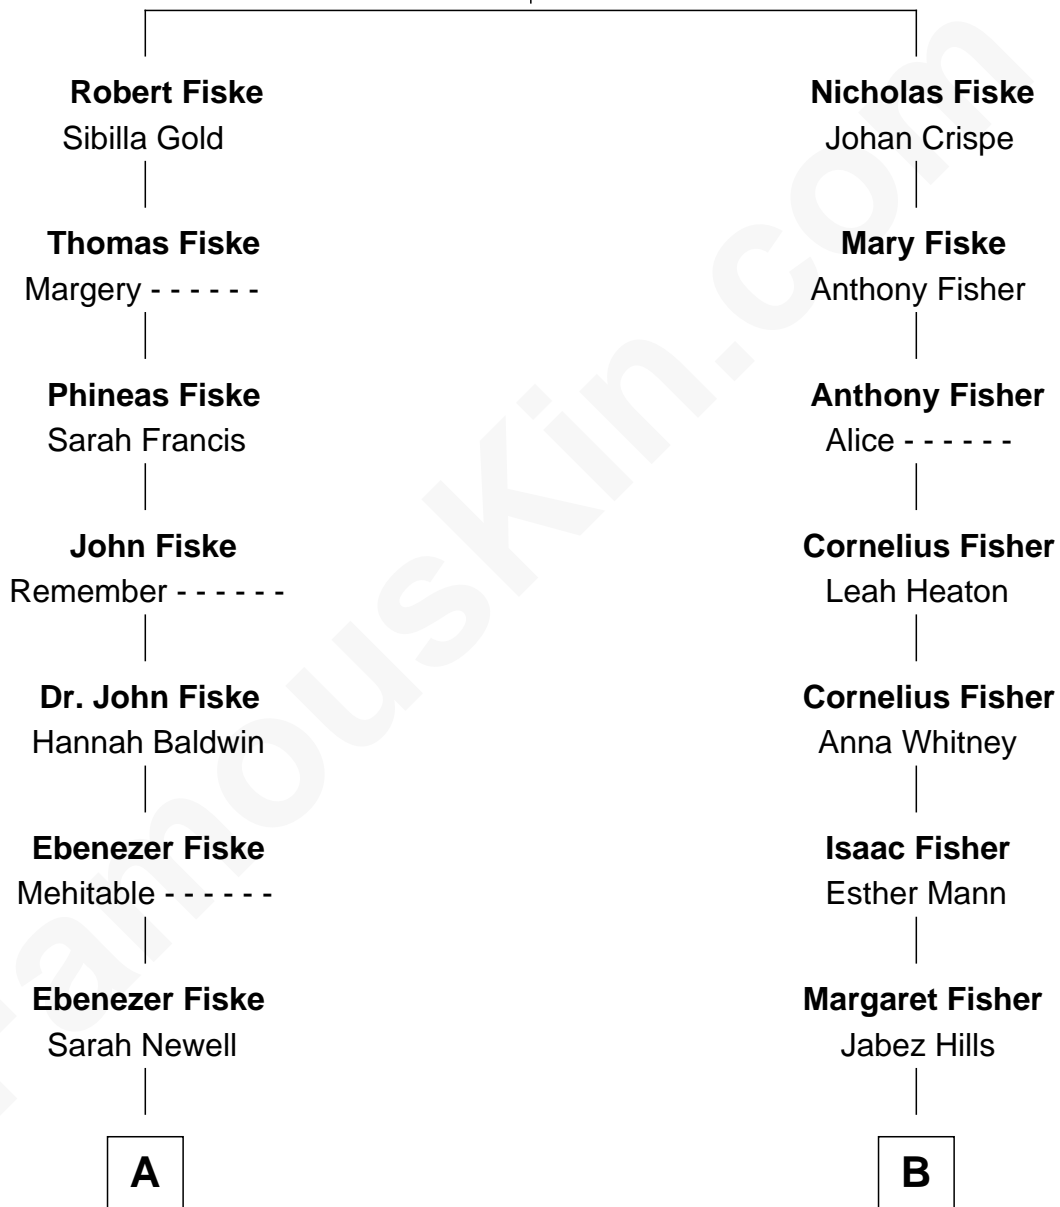 Robert Fiske
Sibilla Gold
Thomas Fiske
Margery - - - - - -
Phineas Fiske
Sarah Francis
John Fiske
Remember - - - - - -
Dr. John Fiske
Hannah Baldwin
Ebenezer Fiske
Mehitable - - - - - -
Ebenezer Fiske
Sarah Newell
A
Nicholas Fiske
Johan Crispe
Mary Fiske
Anthony Fisher
Anthony Fisher
Alice - - - - - -
Cornelius Fisher
Leah Heaton
Cornelius Fisher
Anna Whitney
Isaac Fisher
Esther Mann
Margaret Fisher
Jabez Hills
B
FamousKin.com